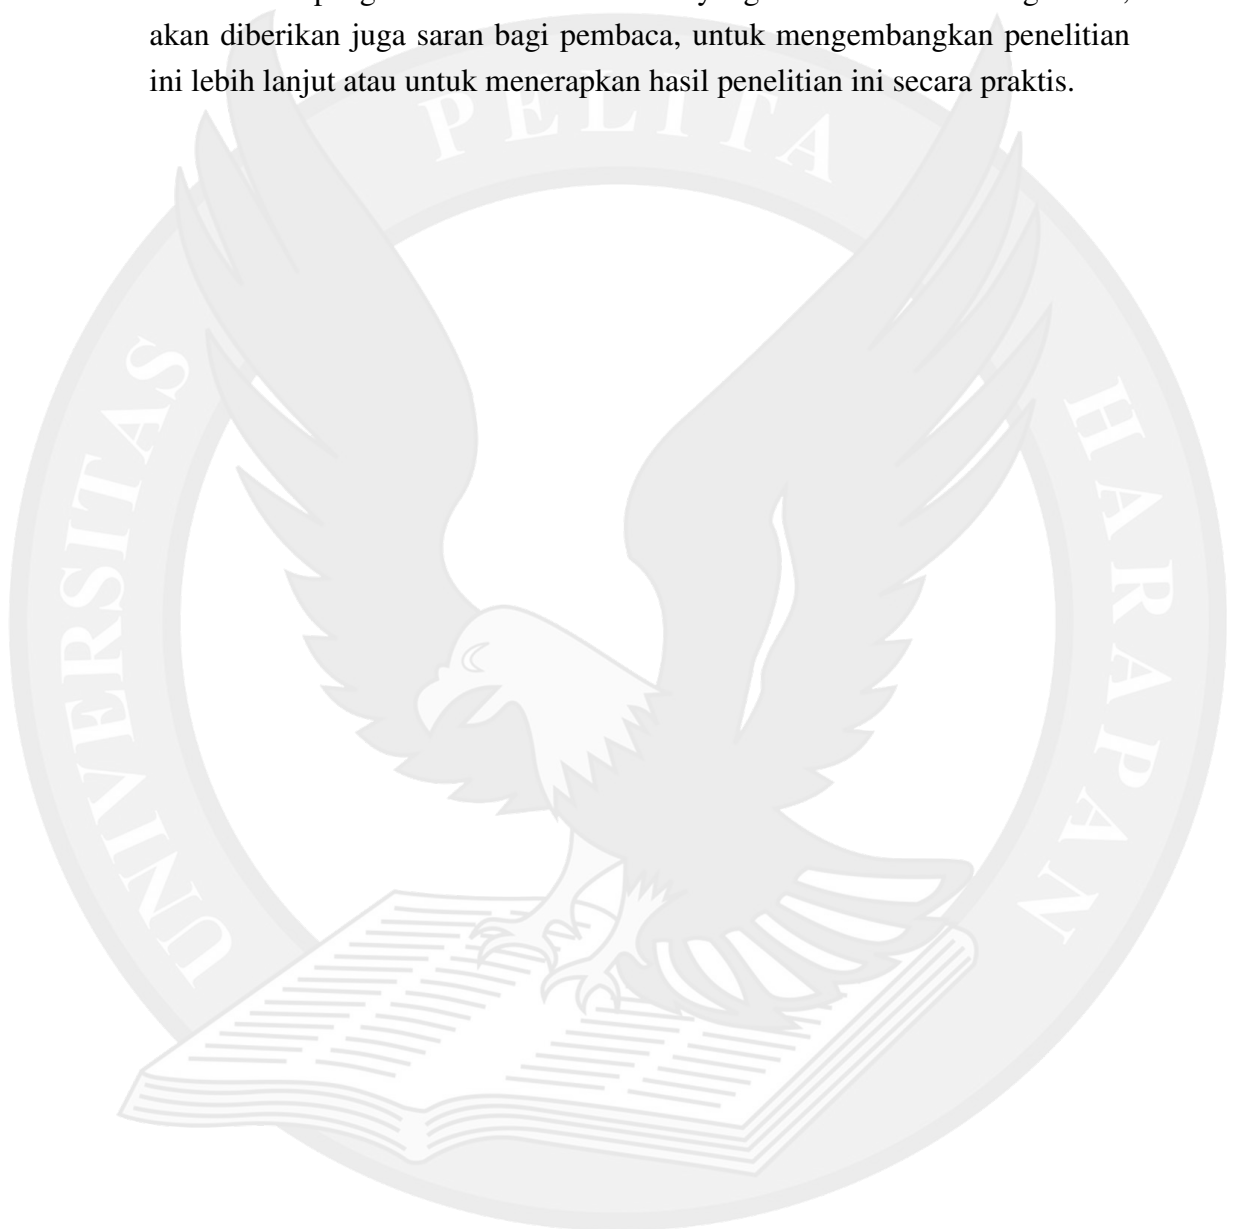 akan diberikan juga saran bagi pembaca, untuk mengembangkan penelitian
ini lebih lanjut atau untuk menerapkan hasil penelitian ini secara praktis.
UNIVERSITAS PELITA HARAPAN